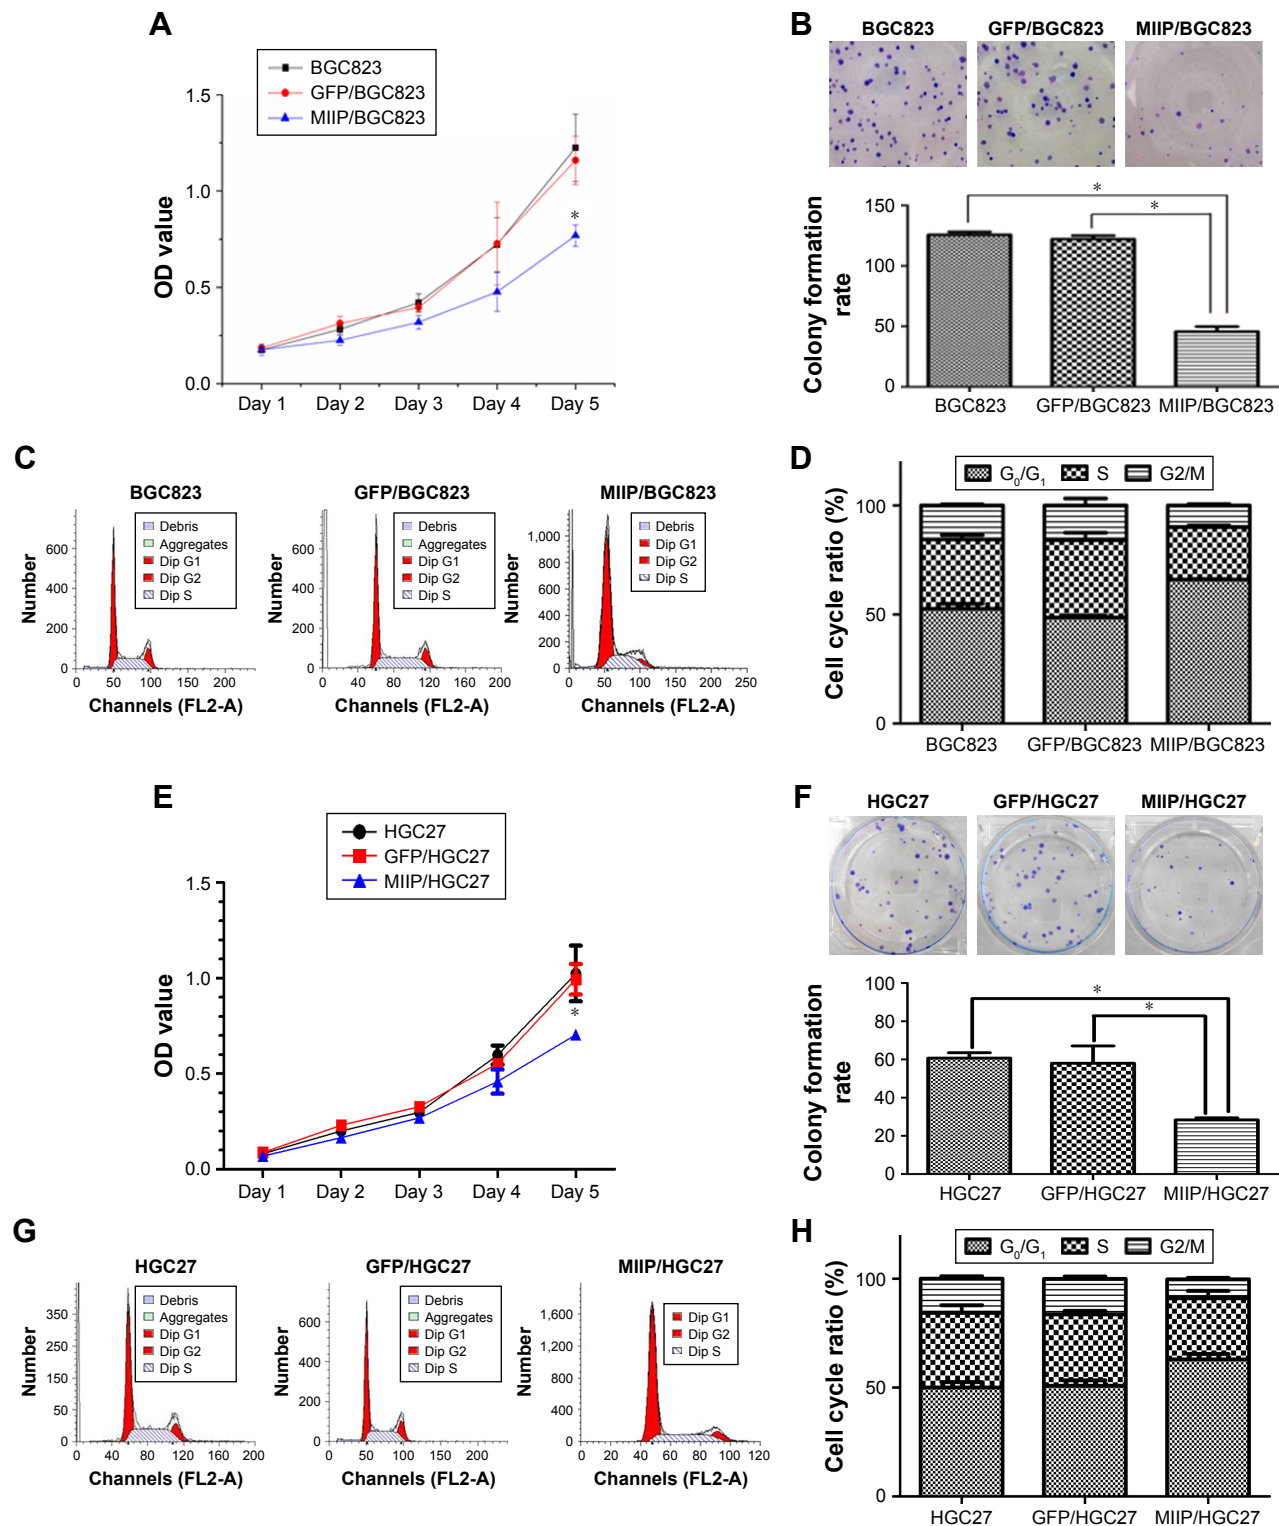 A
BGC823
GFP/BGC823
MIIP/BGC823
OD value
1.5
1.0
0.5
0.0
*
Day 1 Day 2 Day 3 Day 4 Day 5
B
BGC823 GFP/BGC823 MIIP/BGC823
Colony formation
rate
150
100
50
0
*
*
BGC823 GFP/BGC823 MIIP/BGC823
C
BGC823
Number
600
400
200
0
Debris
Aggregates
Dip G1
Dip G2
Dip S
0 50 100 150 200
Channels (FL2-A)
GFP/BGC823
Number
600
400
200
0
Debris
Aggregates
Dip G1
Dip G2
Dip S
0 40 80 120 160 200
Channels (FL2-A)
MIIP/BGC823
Number
1,000
800
600
400
200
0
Debris
Dip G1
Dip G2
Dip S
0 50 100 150 200 250
Channels (FL2-A)
D
G0/G1 S G2/M
Cell cycle ratio (%)
100
50
0
BGC823 GFP/BGC823 MIIP/BGC823
E
HGC27
GFP/HGC27
MIIP/HGC27
OD value
1.5
1.0
0.5
0.0
*
Day 1 Day 2 Day 3 Day 4 Day 5
F
HGC27 GFP/HGC27 MIIP/HGC27
Colony formation
rate
100
80
60
40
20
0
*
*
HGC27 GFP/HGC27 MIIP/HGC27
G
HGC27
Number
350
250
150
50
0
Debris
Aggregates
Dip G1
Dip G2
Dip S
0 40 80 120 160 200
Channels (FL2-A)
GFP/HGC27
Number
600
400
200
0
Debris
Aggregates
Dip G1
Dip G2
Dip S
0 50 100 150 200
Channels (FL2-A)
MIIP/HGC27
Number
1,600
1,200
800
400
0
Dip G1
Dip G2
Dip S
0 20 40 60 80 100 120
Channels (FL2-A)
H
G0/G1 S G2/M
Cell cycle ratio (%)
100
50
0
HGC27 GFP/HGC27 MIIP/HGC27